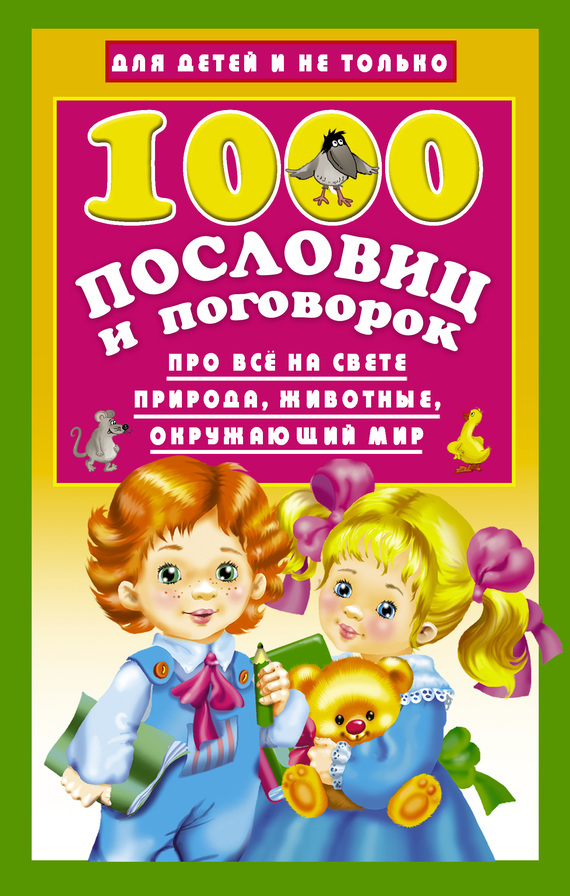 ДЛЯ ДЕТЕЙ И НЕ ТОЛЬКО
1000
ПОСЛОВИЦ
И ПОГОВОРОК
ПРО ВСЁ НА СВЕТЕ
ПРИРОДА, ЖИВОТНЫЕ,
ОКРУЖАЮЩИЙ МИР